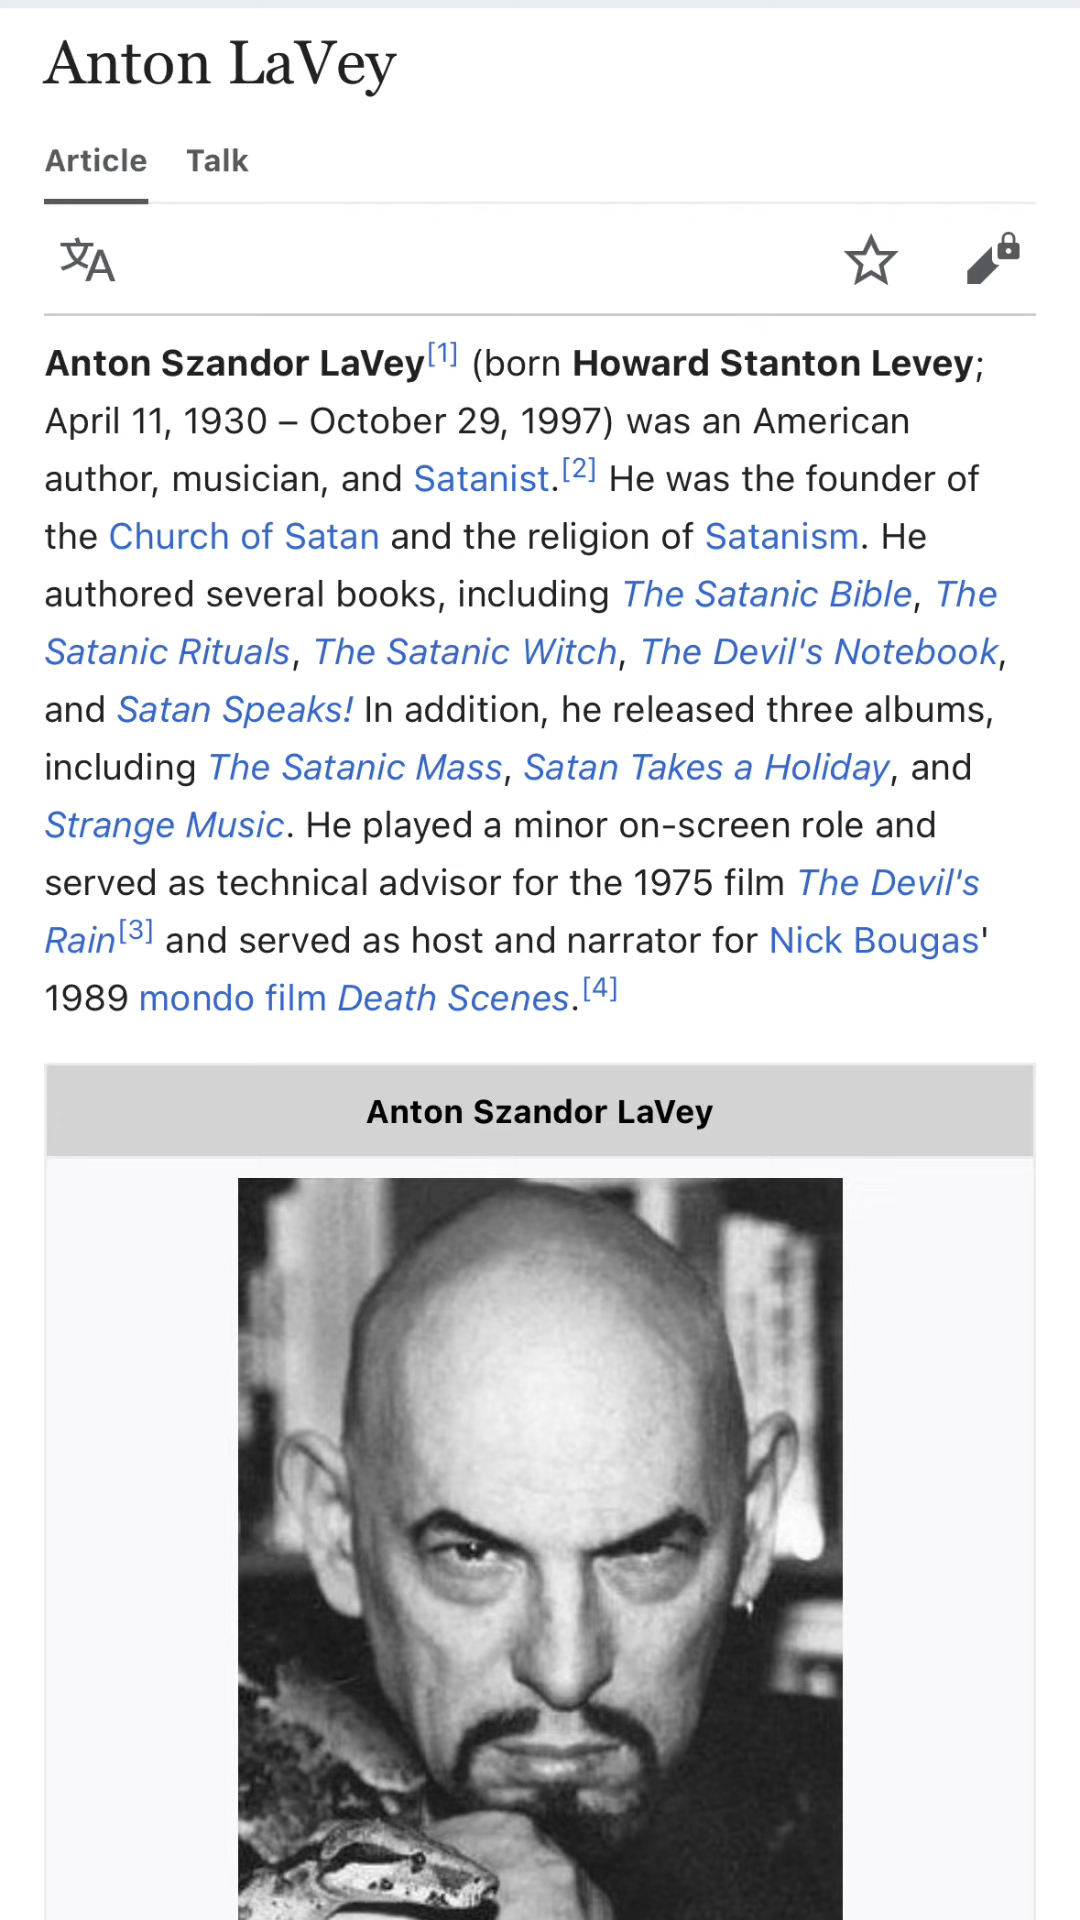 Anton LaVey
Article Talk
文A
Anton Szandor LaVey[1] (born Howard Stanton Levey;
April 11, 1930 – October 29, 1997) was an American
author, musician, and Satanist.[2] He was the founder of
the Church of Satan and the religion of Satanism. He
authored several books, including The Satanic Bible, The
Satanic Rituals, The Satanic Witch, The Devil's Notebook,
and Satan Speaks! In addition, he released three albums,
including The Satanic Mass, Satan Takes a Holiday, and
Strange Music. He played a minor on-screen role and
served as technical advisor for the 1975 film The Devil's
Rain[3] and served as host and narrator for Nick Bougas'
1989 mondo film Death Scenes.[4]
Anton Szandor LaVey